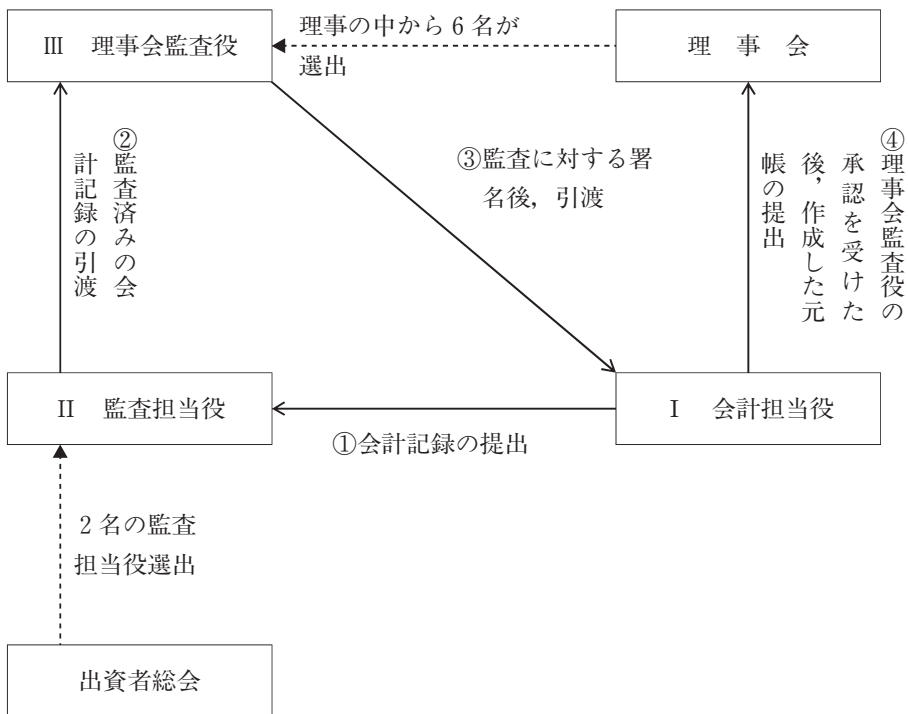 III 理事会監査役
理事の中から6名が
選出
理事会
②監査済みの会
計記録の引渡
③監査に対する署
名後，引渡
④理事会監査役の
承認を受けた
後，作成した元
帳の提出
II 監査担当役
I 会計担当役
①会計記録の提出
2名の監査
担当役選出
出資者総会